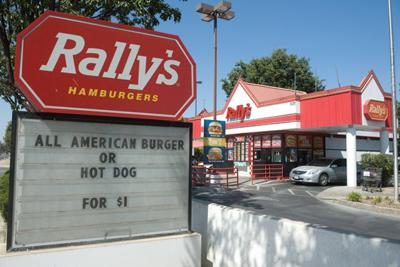 Rally's
HAMBURGERS
ALL AMERICAN BURGER
OR
HOT DOG
FOR $1
Rally's
Rally's